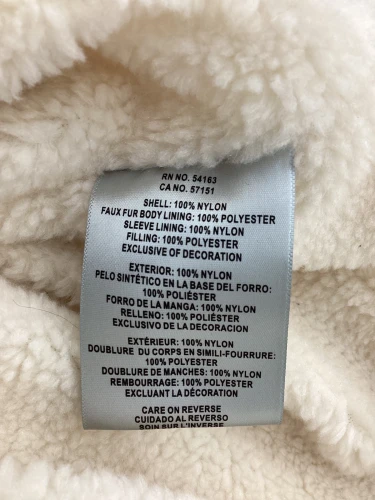 RN NO. 54163
CA NO. 57151
SHELL: 100% NYLON
FAUX FUR BODY LINING: 100% POLYESTER
SLEEVE LINING: 100% NYLON
FILLING: 100% POLYESTER
EXCLUSIVE OF DECORATION
EXTERIOR: 100% NYLON
PELO SINTÉTICO EN LA BASE DEL FORRO:
100% POLIÉSTER
FORRO DE LA MANGA: 100% NYLON
RELLENO: 100% POLIÉSTER
EXCLUSIVO DE LA DECORACION
EXTÉRIEUR: 100% NYLON
DOUBLURE DU CORPS EN SIMILI-FOURRURE:
100% POLYESTER
DOUBLURE DE MANCHES: 100% NYLON
REMBOURRAGE: 100% POLYESTER
EXCLUANT LA DÉCORATION
CARE ON REVERSE
CUIDADO AL REVERSO
SOIN SUR L'INVERSE